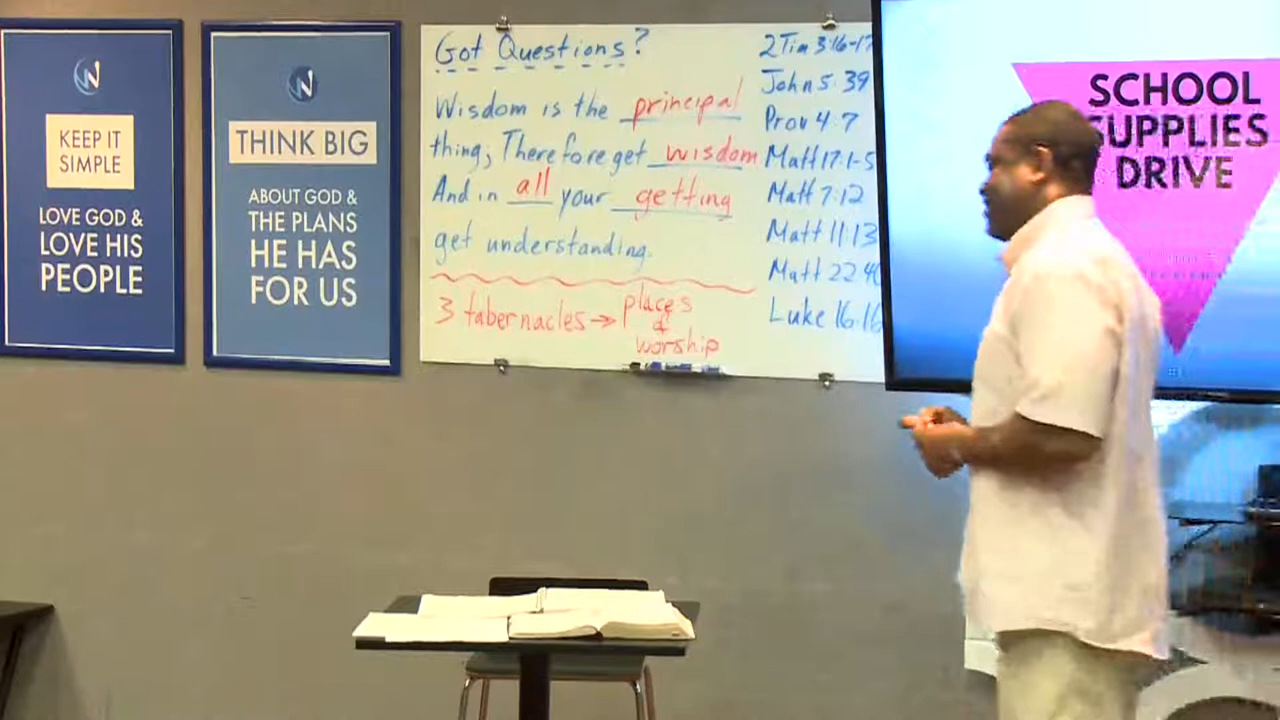 KEEP IT
SIMPLE
LOVE GOD &
LOVE HIS
PEOPLE
THINK BIG
ABOUT GOD &
THE PLANS
HE HAS
FOR US
Got Questions?
Wisdom is the principal
thing; Therefore get wisdom
And in all your getting
get understanding.
3 tabernacles → places
of
worship
2Tim 3:16-17
John 5:39
Prov 4:7
Matt 17:1-5
Matt 7:12
Matt 11:13
Matt 22:40
Luke 16:16
SCHOOL
SUPPLIES
DRIVE